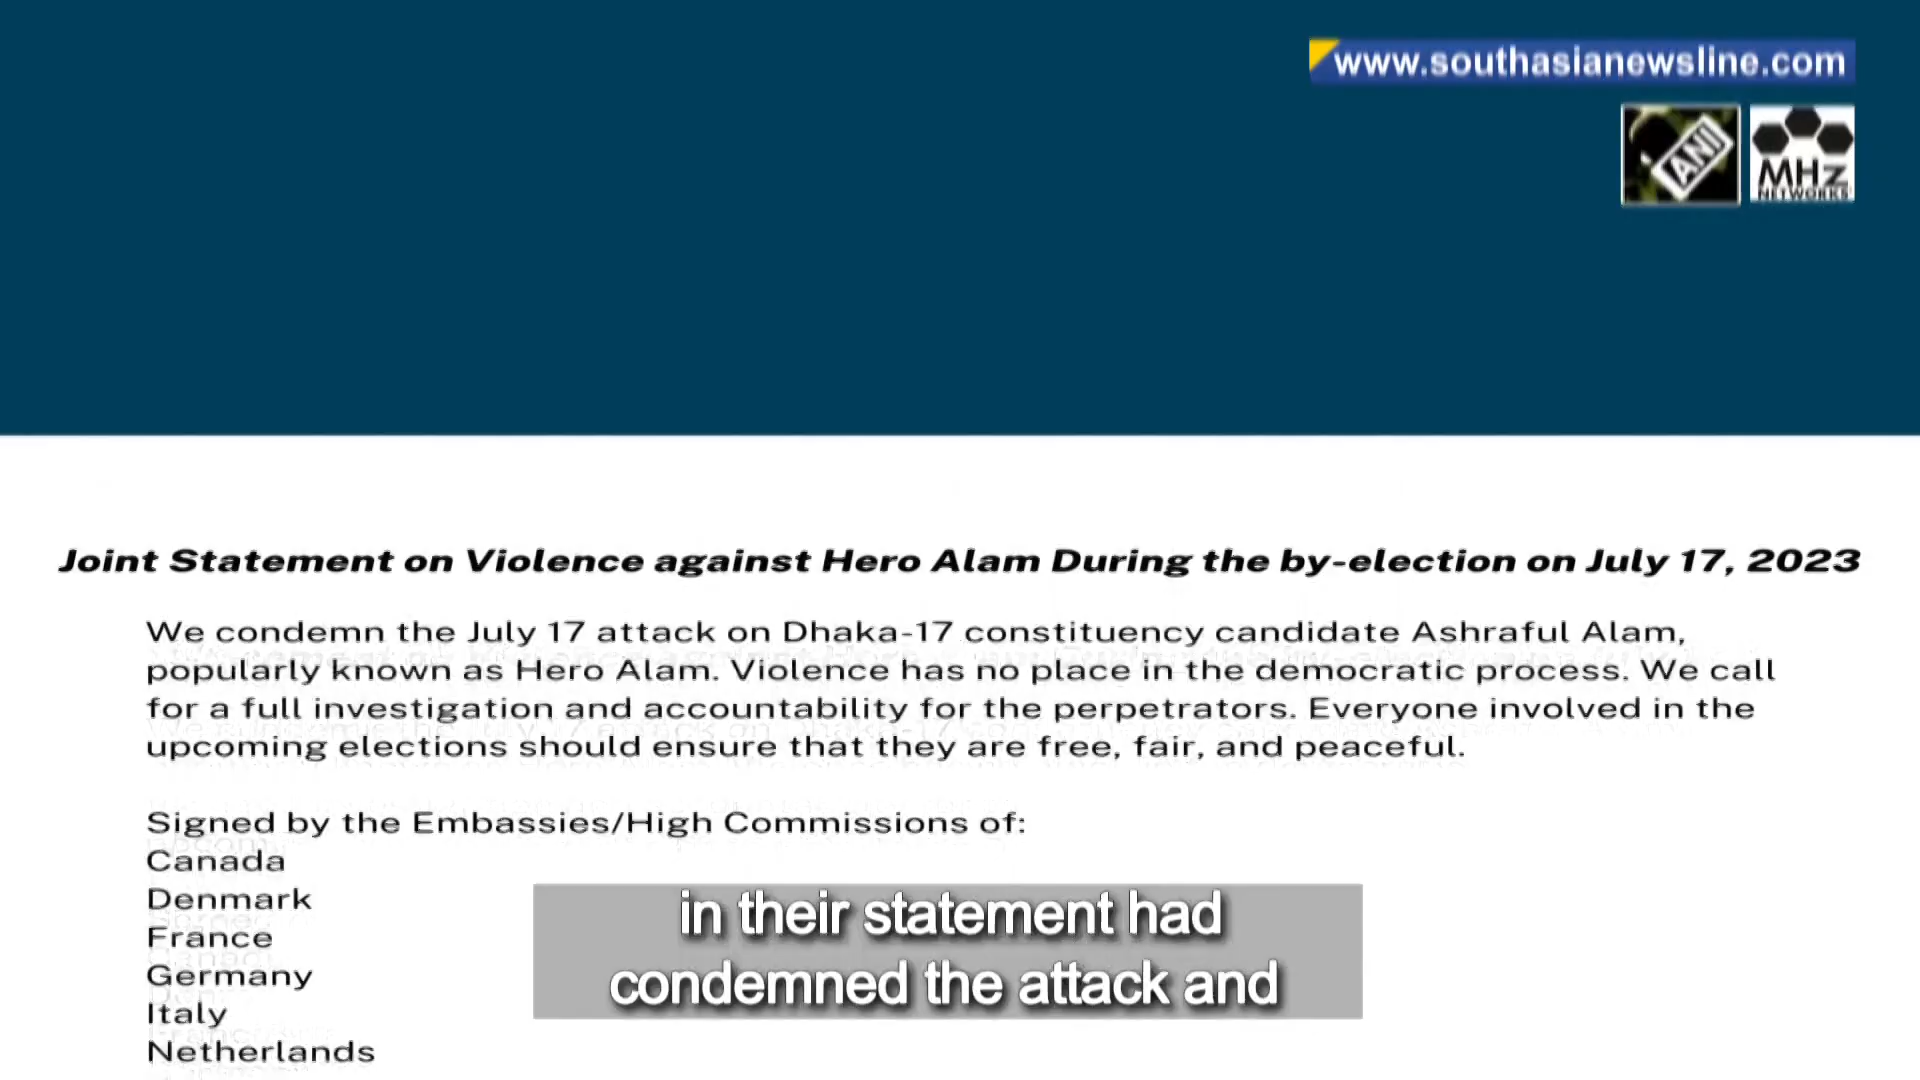 www.southasianewsline.com
ANI
MHz
NETWORKS
Joint Statement on Violence against Hero Alam During the by-election on July 17, 2023
We condemn the July 17 attack on Dhaka-17 constituency candidate Ashraful Alam,
popularly known as Hero Alam. Violence has no place in the democratic process. We call
for a full investigation and accountability for the perpetrators. Everyone involved in the
upcoming elections should ensure that they are free, fair, and peaceful.
Signed by the Embassies/High Commissions of:
Canada
Denmark
France
Germany
Italy
Netherlands
in their statement had
condemned the attack and